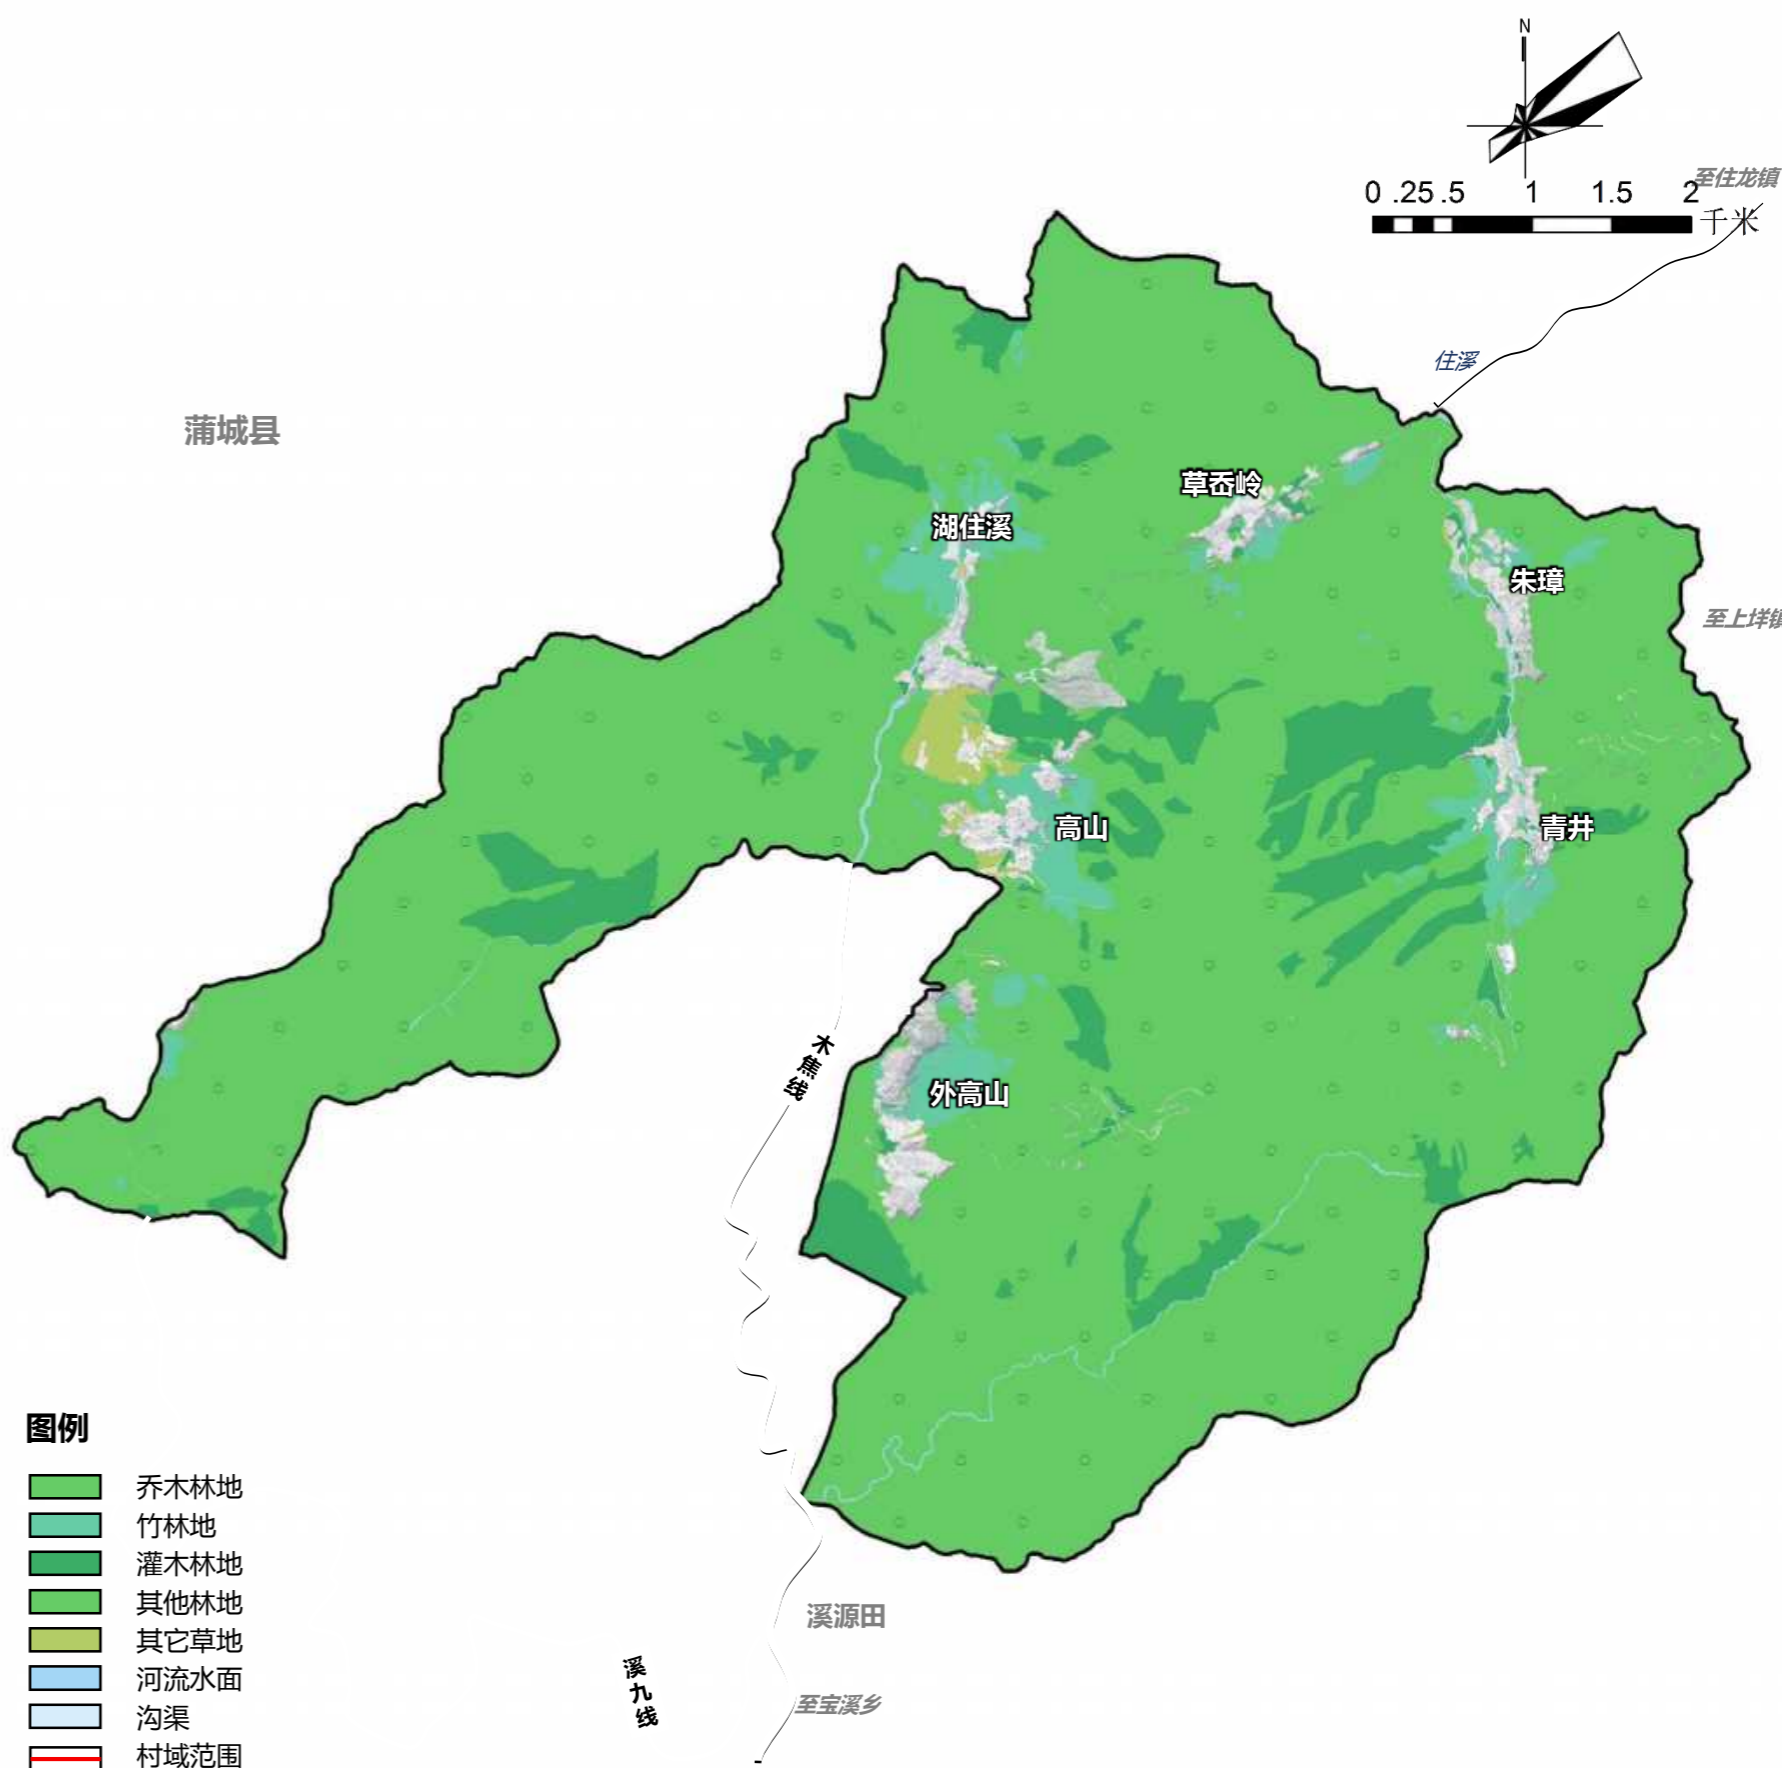 N
0 .25 .5 1 1.5 2
千米
至住龙镇
住溪
蒲城县
草岙岭
湖住溪
朱璋
至上垟镇
高山
青井
木焦线
外高山
图例
乔木林地
竹林地
灌木林地
其他林地
其它草地
河流水面
沟渠
村域范围
溪源田
溪九线
至宝溪乡